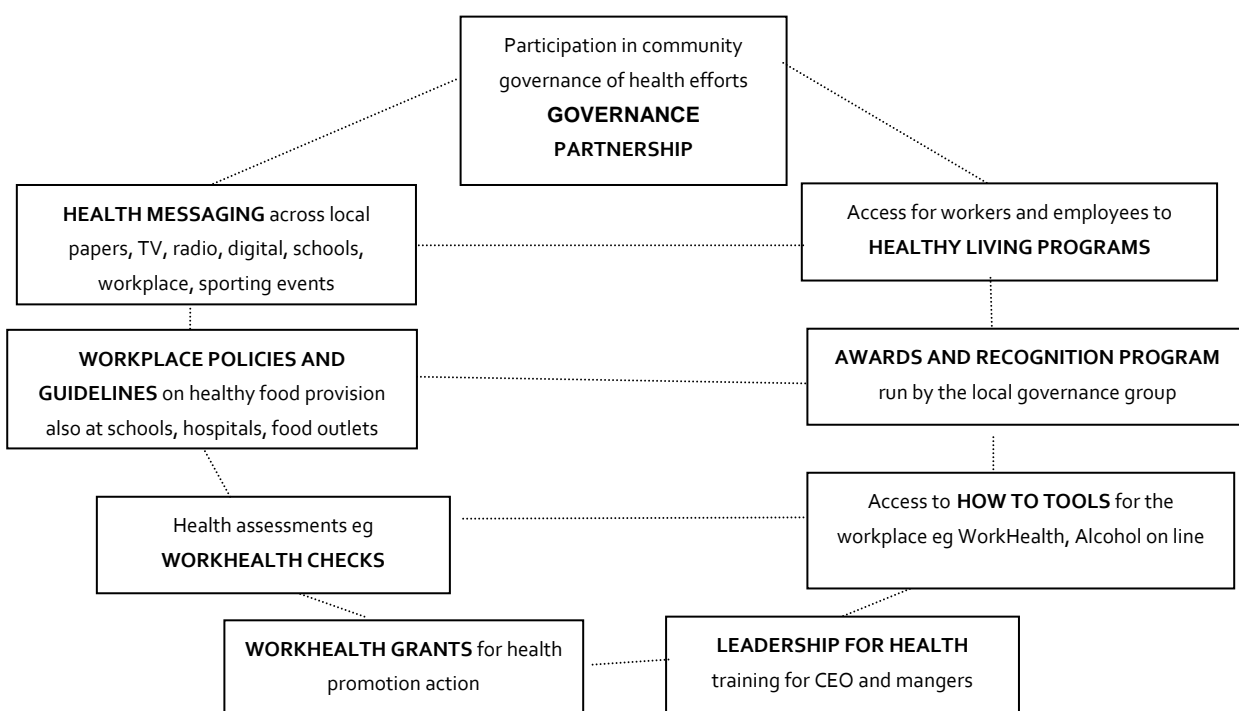 Participation in community
governance of health efforts
GOVERNANCE
PARTNERSHIP
HEALTH MESSAGING across local
papers, TV, radio, digital, schools,
workplace, sporting events
Access for workers and employees to
HEALTHY LIVING PROGRAMS
WORKPLACE POLICIES AND
GUIDELINES on healthy food provision
also at schools, hospitals, food outlets
AWARDS AND RECOGNITION PROGRAM
run by the local governance group
Health assessments eg
WORKHEALTH CHECKS
Access to HOW TO TOOLS for the
workplace eg WorkHealth, Alcohol on line
WORKHEALTH GRANTS for health
promotion action
LEADERSHIP FOR HEALTH
training for CEO and mangers